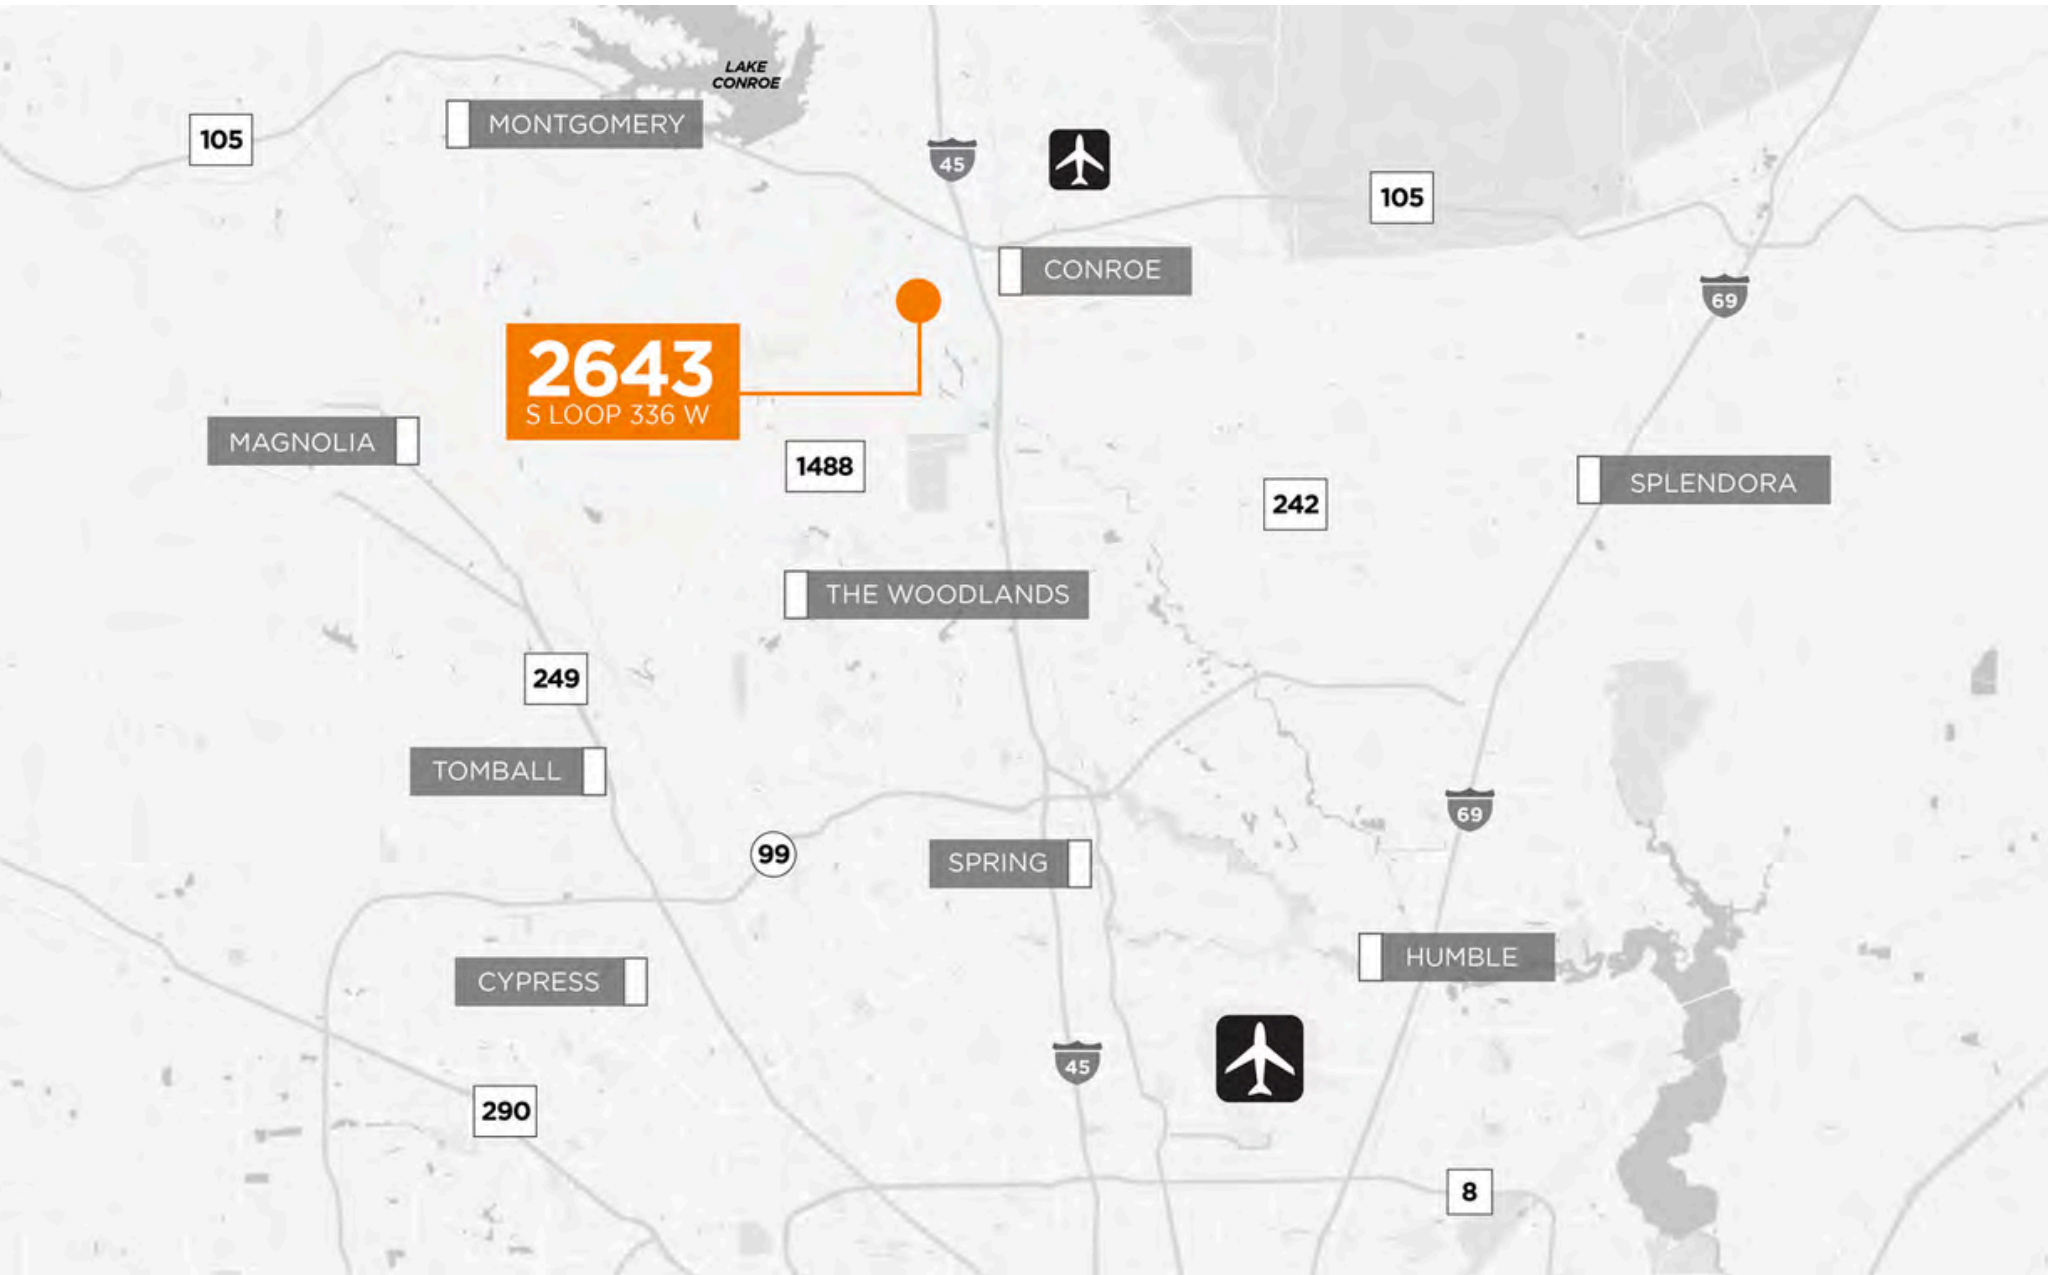 LAKE
CONROE
MONTGOMERY
105
45
105
CONROE
69
2643
S LOOP 336 W
MAGNOLIA
1488
SPLENDORA
242
THE WOODLANDS
249
TOMBALL
69
99
SPRING
HUMBLE
CYPRESS
45
290
8